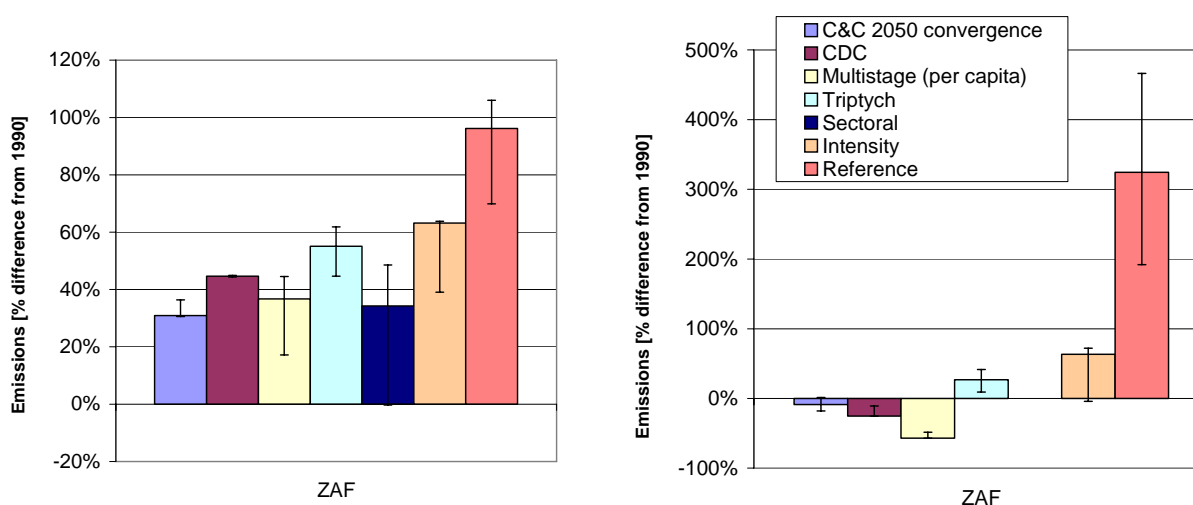 Emissions [% difference from 1990]
120%
100%
80%
60%
40%
20%
0%
-20%
ZAF
Emissions [% difference from 1990]
500%
400%
300%
200%
100%
0%
-100%
C&C 2050 convergence
CDC
Multistage (per capita)
Triptych
Sectoral
Intensity
Reference
ZAF